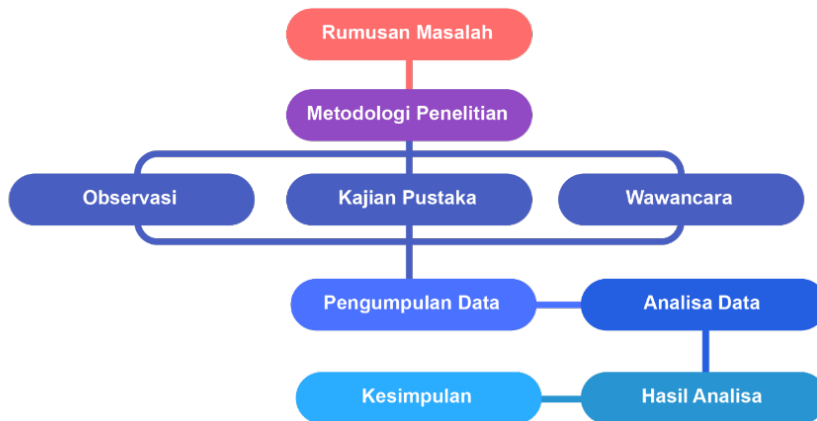 Rumusan Masalah
Metodologi Penelitian
Observasi
Kajian Pustaka
Wawancara
Pengumpulan Data
Analisa Data
Kesimpulan
Hasil Analisa